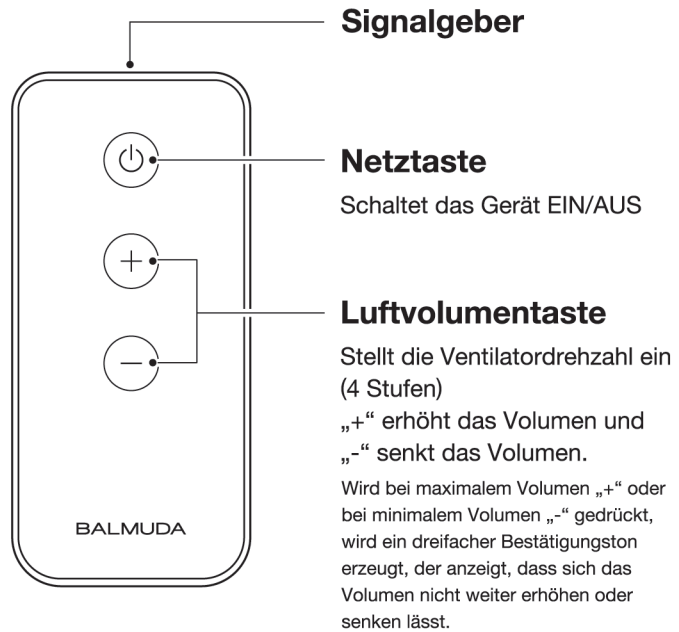 Signalgeber
Netztaste
Schaltet das Gerät EIN/AUS
Luftvolumentaste
Stellt die Ventilatordrehzahl ein
(4 Stufen)
„+“ erhöht das Volumen und
„-“ senkt das Volumen.
Wird bei maximalem Volumen „+“ oder
bei minimalem Volumen „-“ gedrückt,
wird ein dreifacher Bestätigungston
erzeugt, der anzeigt, dass sich das
Volumen nicht weiter erhöhen oder
senken lässt.
BALMUDA